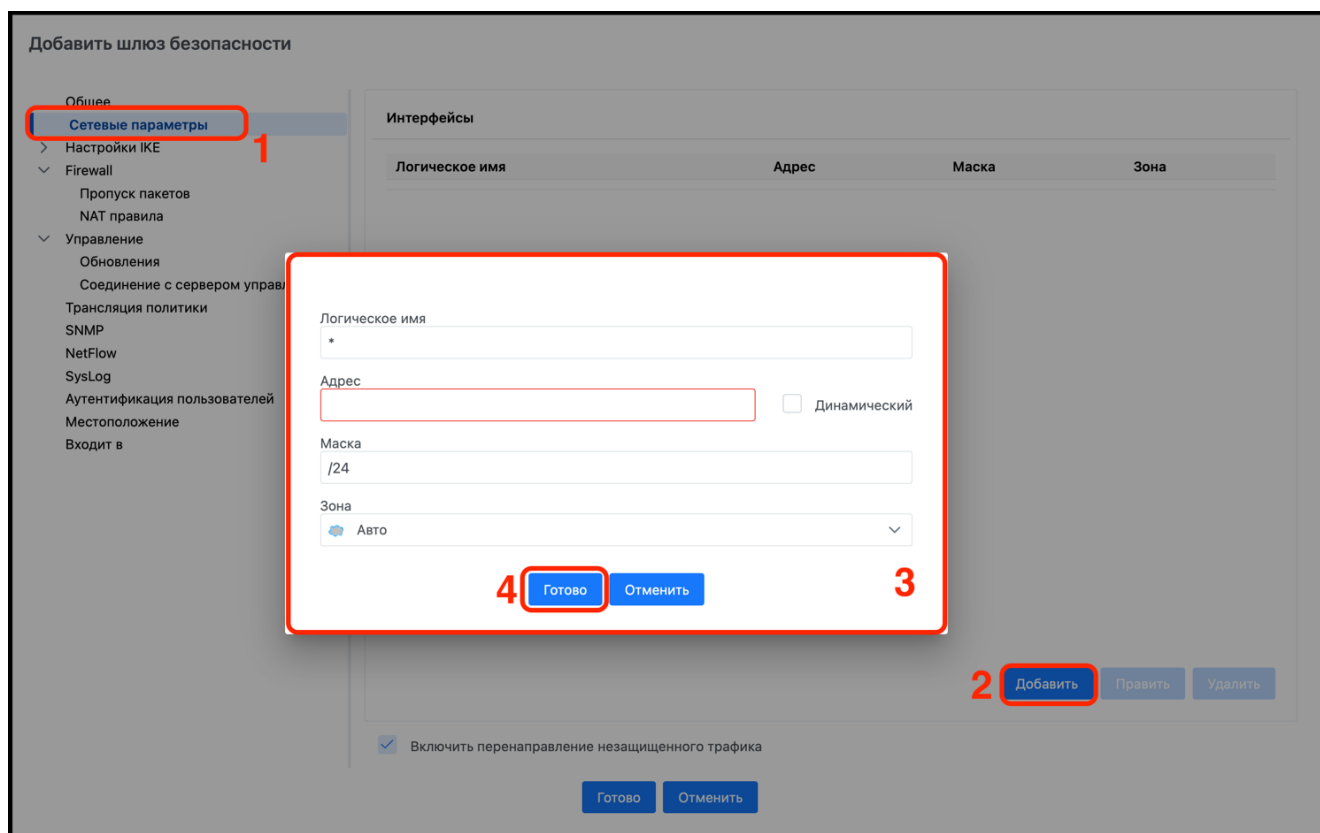 Добавить шлюз безопасности
Общее
Сетевые параметры
1
Настройки IKE
Firewall
Пропуск пакетов
NAT правила
Управление
Обновления
Соединение с сервером управл
Трансляция политики
SNMP
NetFlow
SysLog
Аутентификация пользователей
Местоположение
Входит в
Интерфейсы
Логическое имя Адрес Маска Зона
Логическое имя
*
Адрес
Динамический
Маска
/24
Зона
Авто
4 Готово Отменить 3
2 Добавить Править Удалить
Включить перенаправление незащищенного трафика
Готово Отменить